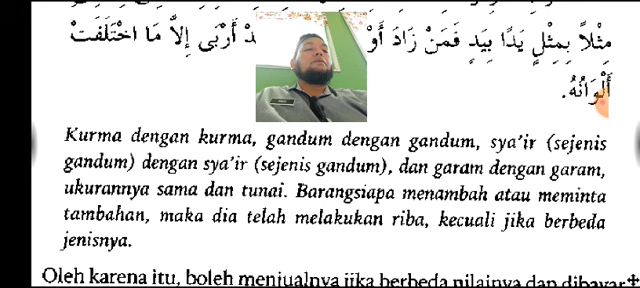 مِثْلاً بِمِثْلٍ يَدًا بِيَدٍ فَمَنْ زَادَ أَوْ أَرْبَى إِلاَّ مَا اخْتَلَفَتْ
أَلْوَانُهُ.
Kurma dengan kurma, gandum dengan gandum, sya’ir (sejenis
gandum) dengan sya’ir (sejenis gandum), dan garam dengan garam,
ukurannya sama dan tunai. Barangsiapa menambah atau meminta
tambahan, maka dia telah melakukan riba, kecuali jika berbeda
jenisnya.
Oleh karena itu, boleh menjualnya jika berbeda nilainya dan dibayar